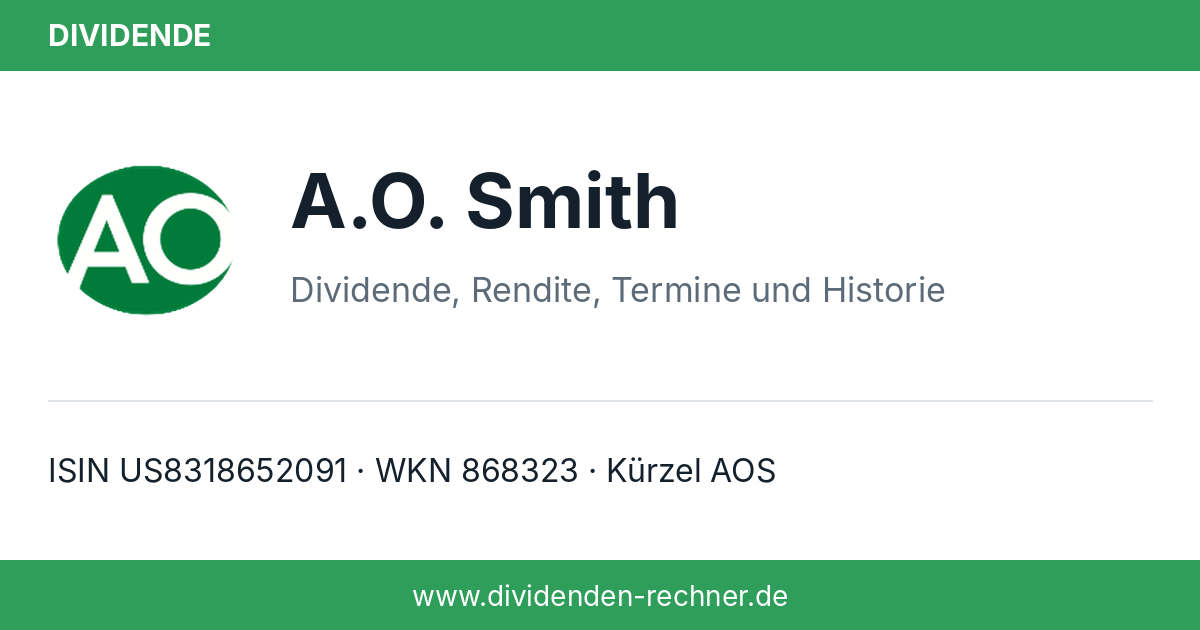 DIVIDENDE
AO
A.O. Smith
Dividende, Rendite, Termine und Historie
ISIN US8318652091 · WKN 868323 · Kürzel AOS
www.dividenden-rechner.de